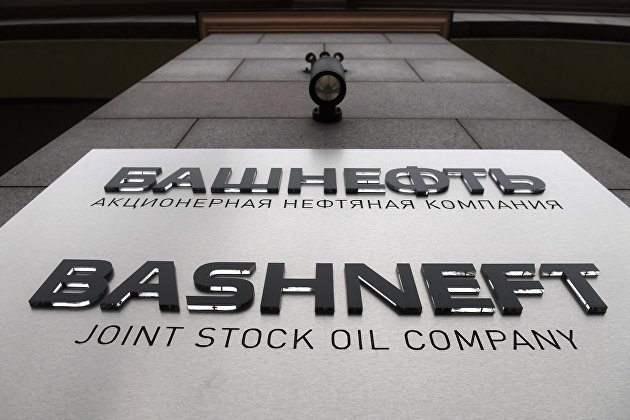 БАШНЕФТЬ
АКЦИОНЕРНАЯ НЕФТЯНАЯ КОМПАНИЯ
BASHNEFT
JOINT STOCK OIL COMPANY